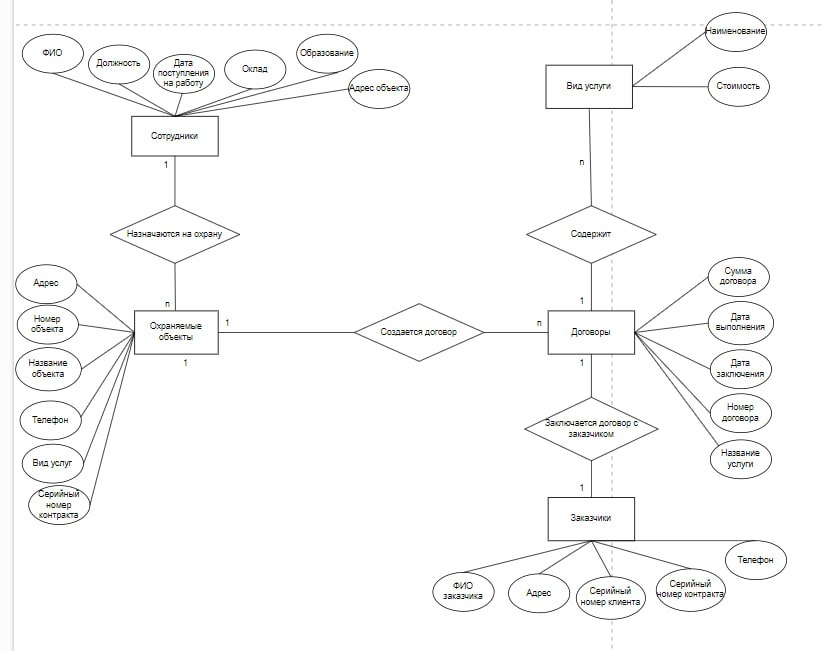 ФИО
Должность
Дата
поступления
на работу
Оклад
Образование
Адрес объекта
Сотрудники
1
Назначаются на охрану
n
Наименование
Стоимость
Вид услуги
n
Содержит
1
Адрес
Номер
объекта
Название
объекта
Телефон
Вид услуг
Серийный
номер
контракта
Охраняемые
объекты
1
1
Создается договор
n
Договоры
1
Сумма
договора
Дата
выполнения
Дата
заключения
Номер
договора
Название
услуги
Заключается договор с
заказчиком
1
Заказчики
ФИО
заказчика
Адрес
Серийный
номер клиента
Серийный
номер контракта
Телефон